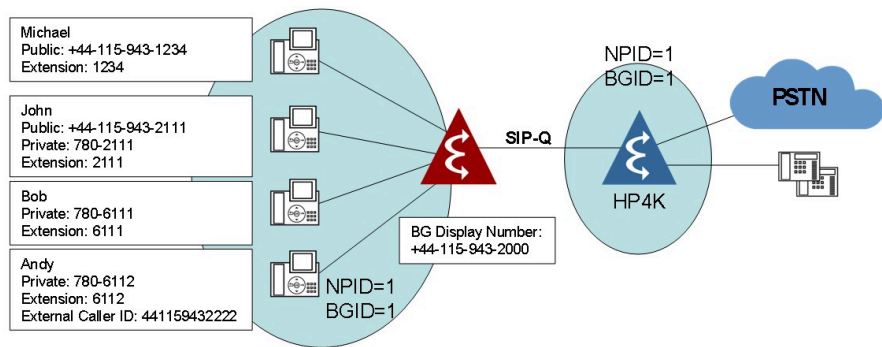 Michael
Public: +44-115-943-1234
Extension: 1234
John
Public: +44-115-943-2111
Private: 780-2111
Extension: 2111
Bob
Private: 780-6111
Extension: 6111
Andy
Private: 780-6112
Extension: 6112
External Caller ID: 441159432222
NPID=1
BGID=1
BG Display Number:
+44-115-943-2000
SIP-Q
NPID=1
BGID=1
HP4K
PSTN